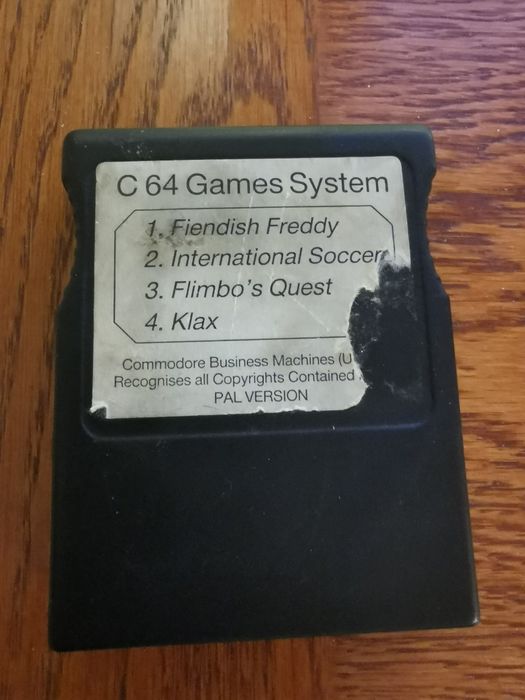 C 64 Games System
1. Fiendish Freddy
2. International Soccer
3. Flimbo's Quest
4. Klax
Commodore Business Machines (U
Recognises all Copyrights Contained
PAL VERSION